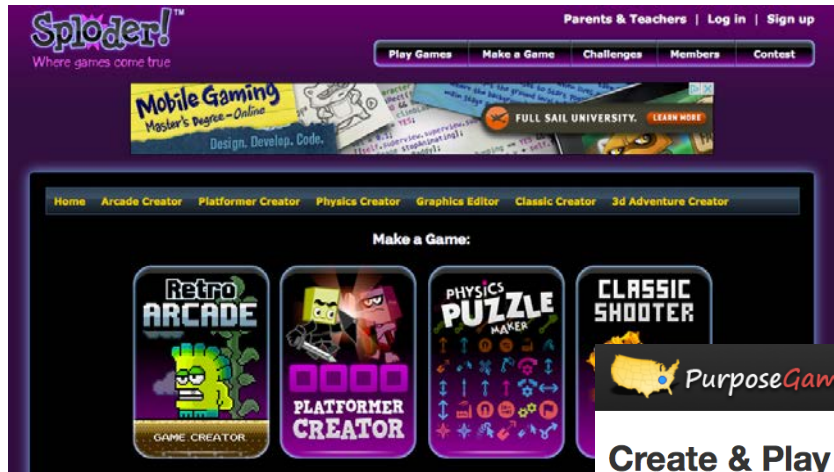 Sploder!™
Where games come true
Parents & Teachers | Log in | Sign up
Play Games Make a Game Challenges Members Contest
Mobile Gaming
Master's Degree - Online
Design. Develop. Code.
FULL SAIL UNIVERSITY. LEARN MORE
Home Arcade Creator Platformer Creator Physics Creator Graphics Editor Classic Creator 3d Adventure Creator
Make a Game:
Retro
ARCADE
GAME CREATOR
PLATFORMER
CREATOR
PHYSICS
PUZZLE
MAKER
CLASSIC
SHOOTER
PurposeGam
Create & Play